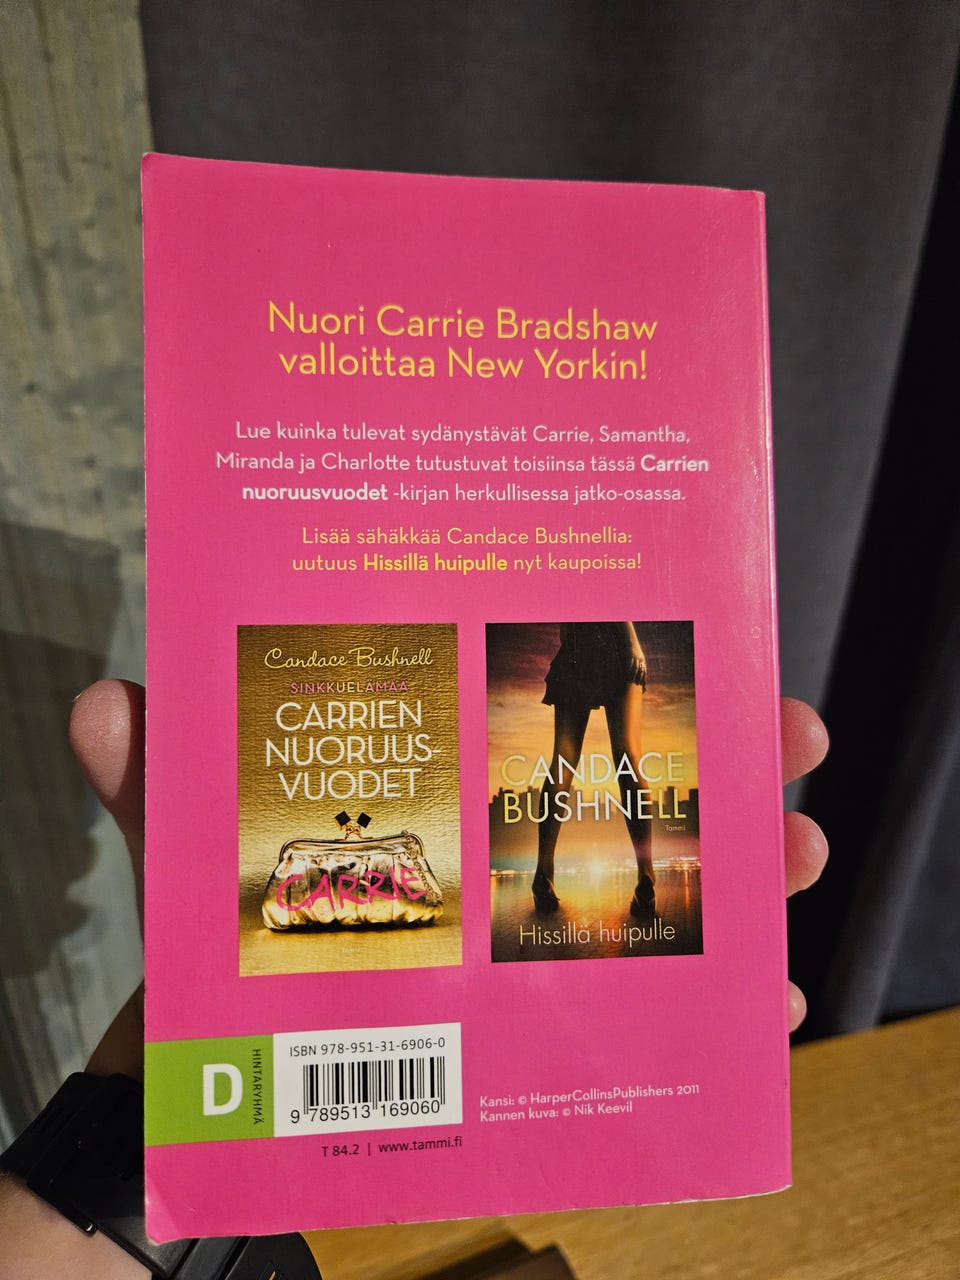 Nuori Carrie Bradshaw
valloittaa New Yorkin!
Lue kuinka tulevat sydänystävät Carrie, Samantha,
Miranda ja Charlotte tutustuvat toisiinsa tässä Carrien
nuoruusvuodet -kirjan herkullisessa jatko-osassa.
Lisää sähäkkää Candace Bushnellia:
uutuus Hissillä huipulle nyt kaupoissa!
Candace Bushnell
SINKKUELÄMÄÄ
CARRIEN
NUORUUS-
VUODET
CARRIE
TAMMI
CANDACE
BUSHNELL
Tammi
Hissillä huipulle
D
HINTARYHMÄ
ISBN 978-951-31-6906-0
9 789513 169060
T 84.2 | www.tammi.fi
Kansi: © HarperCollinsPublishers 2011
Kannen kuva: © Nik Keevil